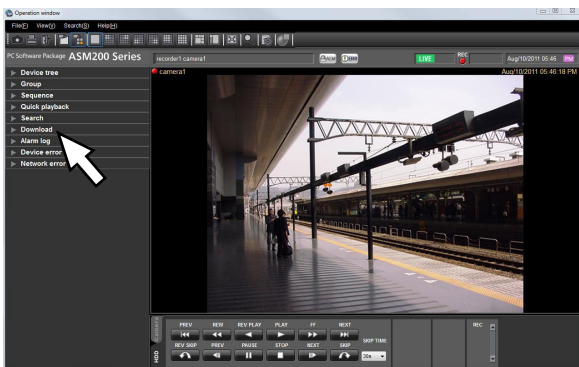 Operation window
File(F) View(V) Search(S) Help(H)
PC Software Package ASM200 Series
recorder1 camera1
ALM
ERR
LIVE
REC
Aug/10/2011 05:46 PM
Device tree
Group
Sequence
Quick playback
Search
Download
Alarm log
Device error
Network error
camera1
Aug/10/2011 05:46:18 PM
Camera
HDD
PREV REW REV PLAY PLAY FF NEXT
REV SKIP PREV PAUSE STOP NEXT SKIP
SKIP TIME
30s
REC